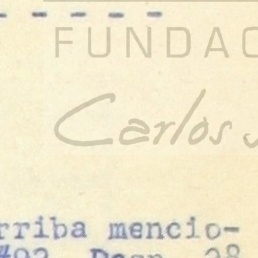 - - - - -
FUNDAC
Carlos
rriba mencio-